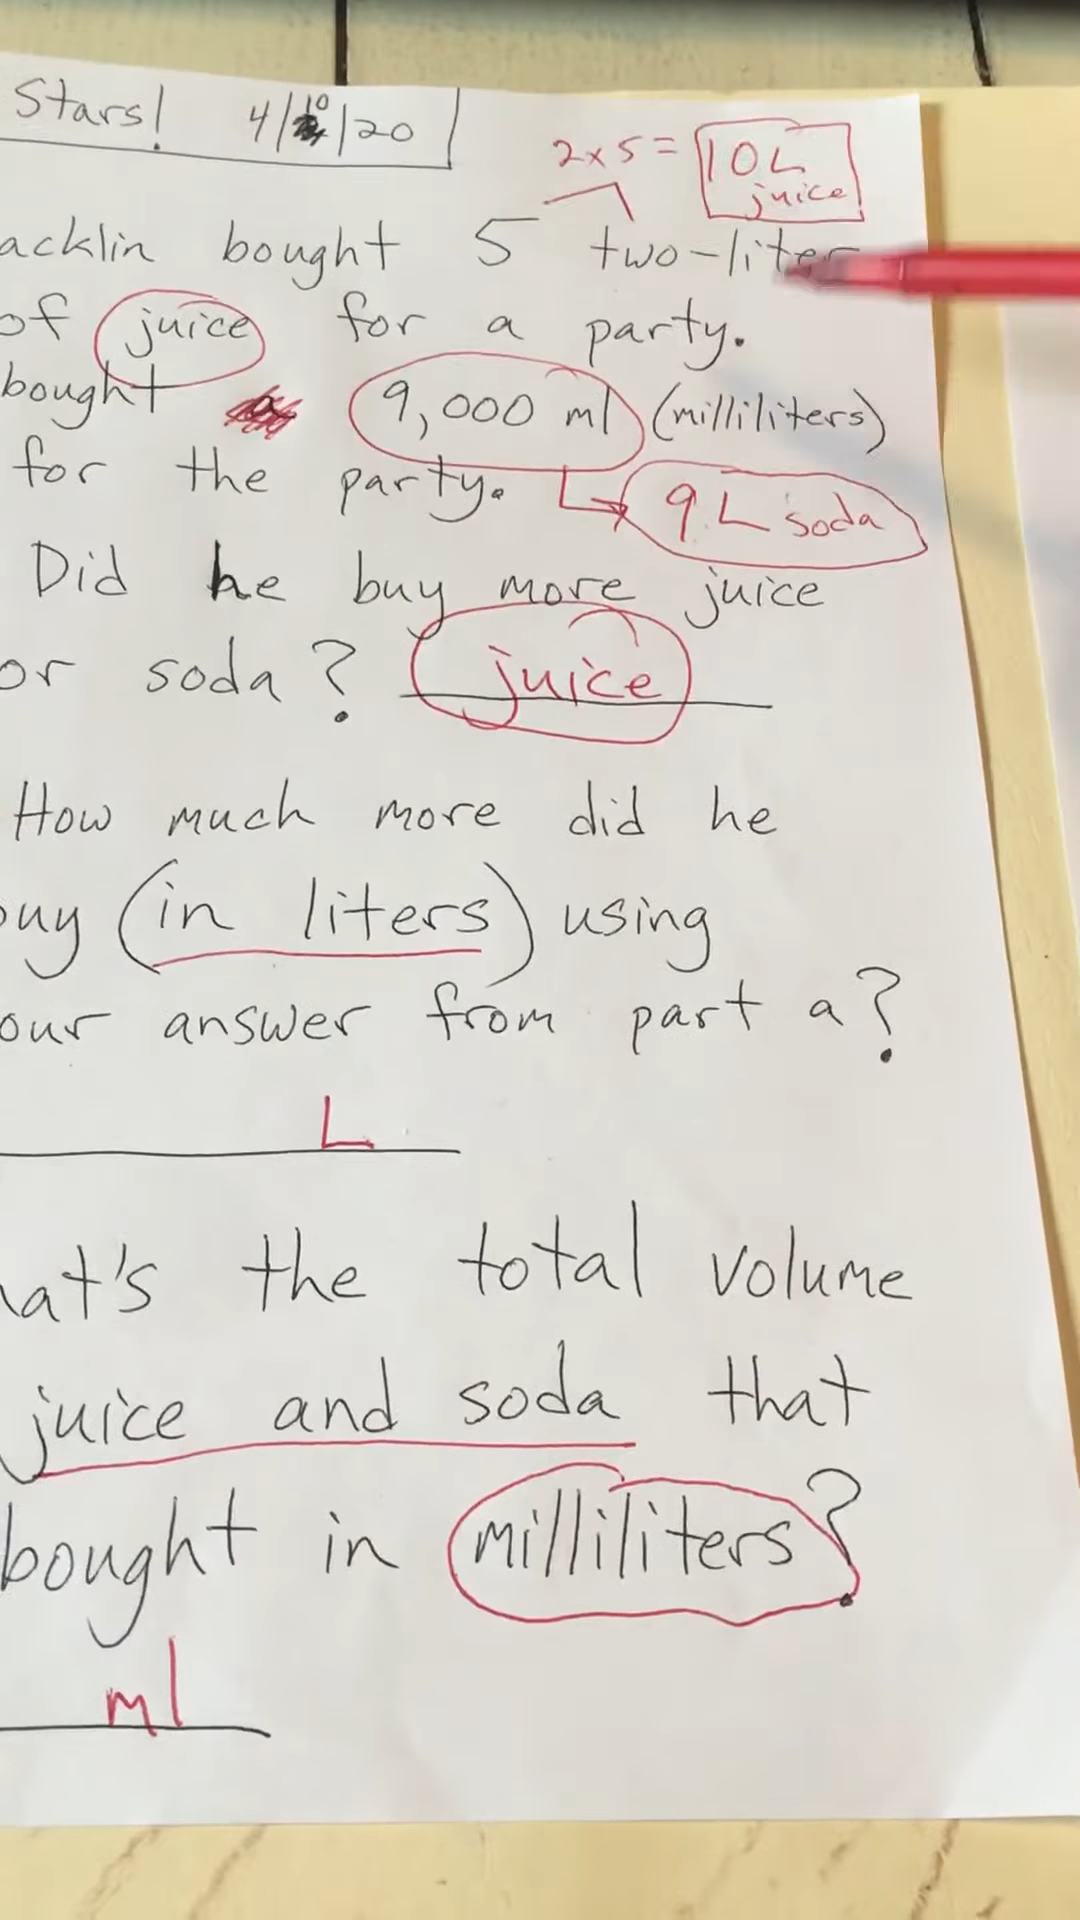 Stars! 4/10/20
2x5= 10L
juice
acklin bought 5 two-liter
of juice for a party.
bought 9,000 ml (milliliters)
for the party. 9L soda
Did he buy more juice
or soda? juice
How much more did he
buy (in liters) using
our answer from part a?
L
hat's the total volume
juice and soda that
bought in milliliters?
ml